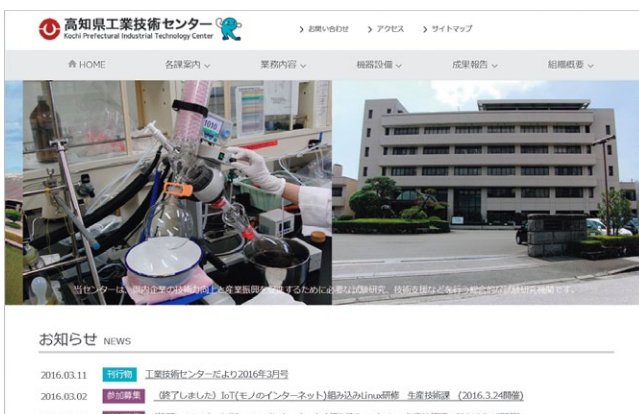 高知県工業技術センター
Kochi Prefectural Industrial Technology Center
お問い合わせ アクセス サイトマップ
HOME 各課案内 業務内容 機器設備 成果報告 組織概要
当センターは、県内企業の技術力向上と産業振興を促進するために必要な試験研究、技術支援などを行う総合的な試験研究機関です。
お知らせ NEWS
2016.03.11 刊行物 工業技術センターだより2016年3月号
2016.03.02 参加募集 (終了しました) IoT(モノのインターネット)組み込みLinux研修 生産技術課 (2016.3.24開催)